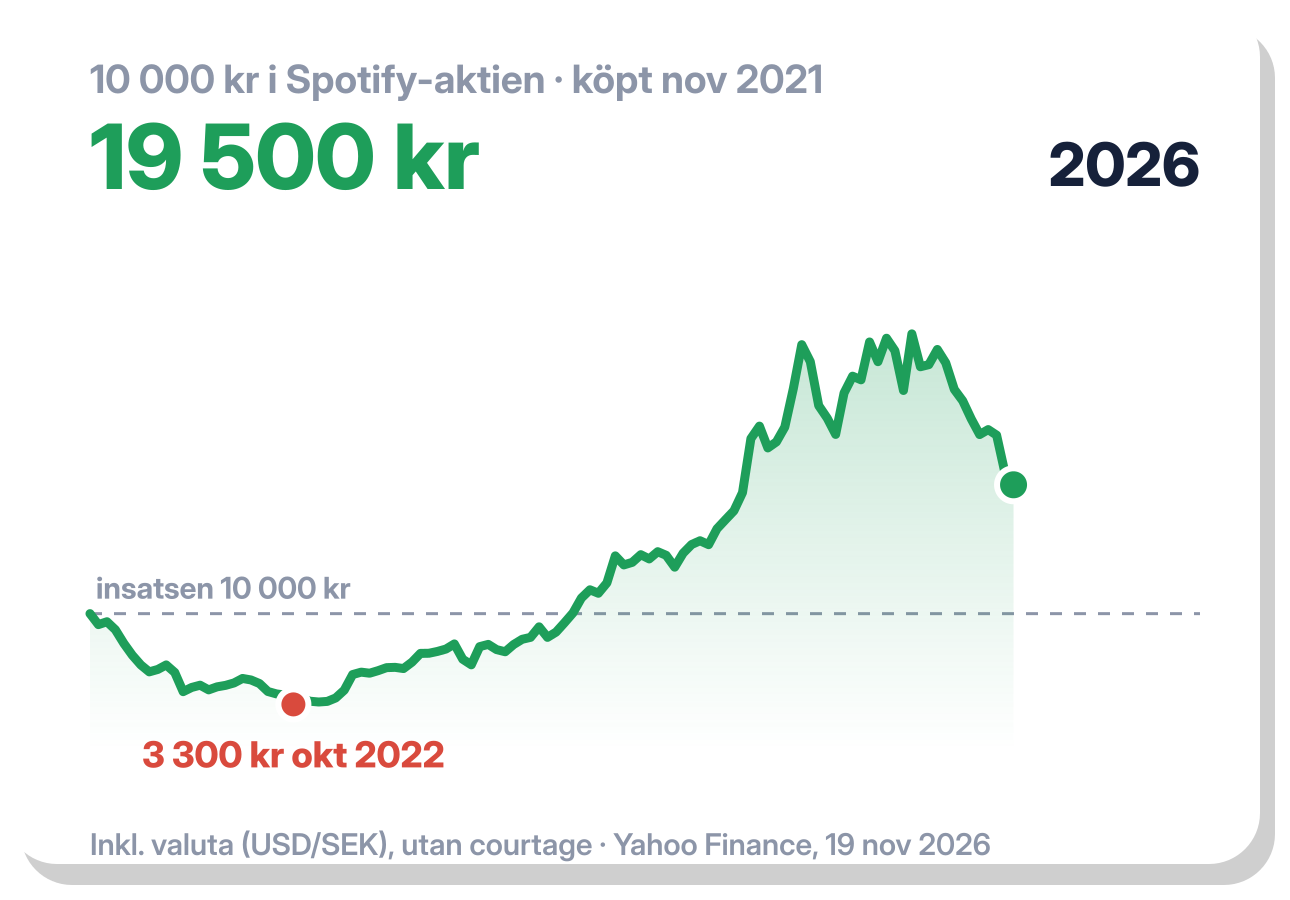 10 000 kr i Spotify-aktien · köpt nov 2021
19 500 kr
2026
insatsen 10 000 kr
3 300 kr okt 2022
Inkl. valuta (USD/SEK), utan courtage · Yahoo Finance, 19 nov 2026